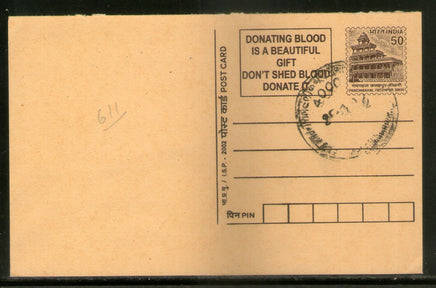 DONATING BLOOD
IS A BEAUTIFUL
GIFT
DON'T SHED BLOOD
DONATE
भारत INDIA
50
पंचमहल फतेहपुर सीकरी
PANCHMAHAL FATEHPUR SIKRI
611
भा.प्र.मु. / I.S.P. - 2002 पोस्ट कार्ड POST CARD
पिन PIN